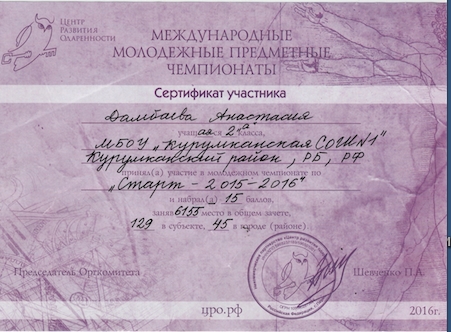 Центр
Развития
Одаренности
МЕЖДУНАРОДНЫЕ
МОЛОДЕЖНЫЕ ПРЕДМЕТНЫЕ
ЧЕМПИОНАТЫ
Сертификат участника
Дамбаева Анастасия
учащаяся 2 "а" класса,
МБОУ "Курумканская СОШ №1"
Курумканский район, РБ, РФ
принял(а) участие в молодежном чемпионате по
"Старт - 2015-2016"
и набрал(а) 15 баллов,
заняв 6155 место в общем зачете,
129 в субъекте, 45 в городе (районе).
Председатель Оргкомитета
Шевченко П.А.
цро.рф
2016г.